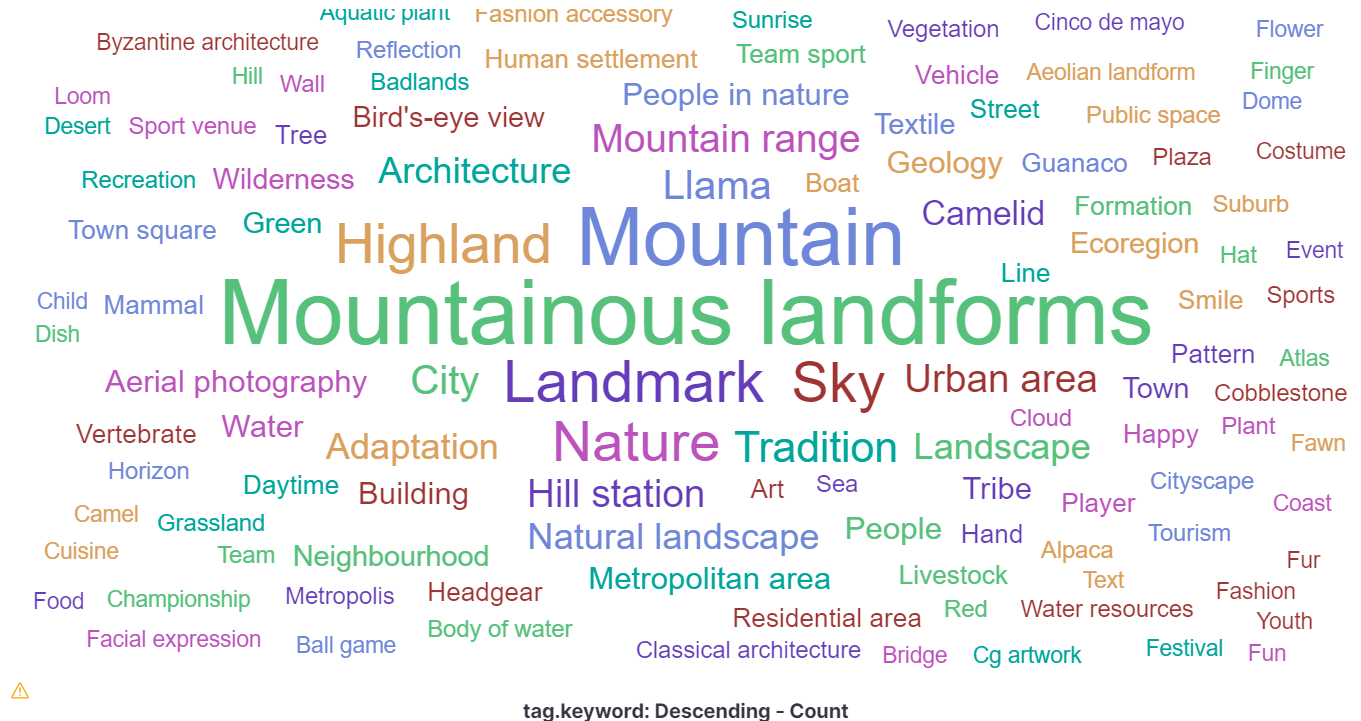 Aquatic plant
Fashion accessory
Sunrise
Vegetation
Cinco de mayo
Flower
Byzantine architecture
Reflection
Human settlement
Team sport
Hill
Wall
Badlands
Vehicle
Aeolian landform
Finger
Loom
People in nature
Street
Dome
Desert
Sport venue
Tree
Bird's-eye view
Mountain range
Textile
Public space
Recreation
Wilderness
Architecture
Llama
Boat
Geology
Guanaco
Plaza
Costume
Town square
Green
Highland
Mountain
Camelid
Formation
Suburb
Ecoregion
Hat
Event
Line
Child
Mammal
Mountainous landforms
Smile
Sports
Dish
Pattern
Atlas
Aerial photography
City
Landmark
Sky
Urban area
Town
Cobblestone
Vertebrate
Water
Adaptation
Nature
Tradition
Landscape
Cloud
Happy
Plant
Fawn
Horizon
Daytime
Building
Hill station
Art
Sea
Tribe
Player
Cityscape
Coast
Camel
Grassland
Cuisine
Team
Neighbourhood
Natural landscape
People
Hand
Alpaca
Tourism
Fur
Food
Championship
Metropolis
Headgear
Metropolitan area
Livestock
Text
Fashion
Residential area
Red
Water resources
Youth
Facial expression
Ball game
Body of water
Classical architecture
Bridge
Cg artwork
Festival
Fun
tag.keyword: Descending - Count